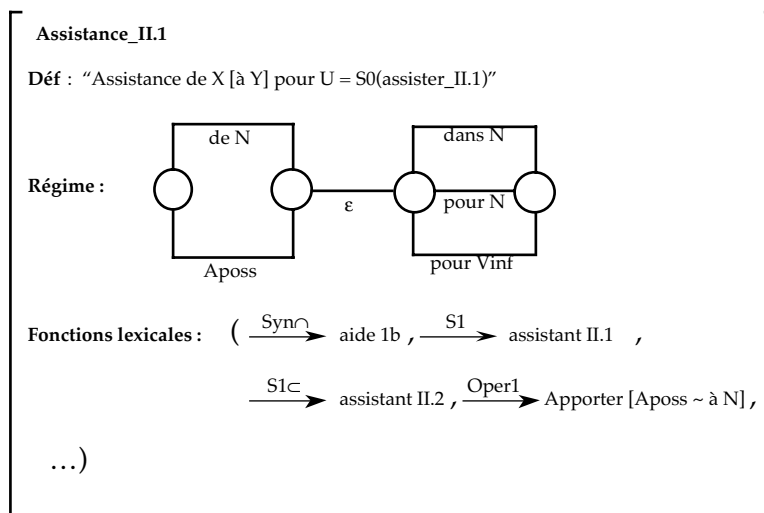 Assistance_II.1
Déf : “Assistance de X [à Y] pour U = S0(assister_II.1)”
de N dans N
Régime : ε pour N
Aposs pour Vinf
Fonctions lexicales : ( Syn∩ aide 1b , S1 assistant II.1 ,
S1⊂ assistant II.2 , Oper1 Apporter [Aposs ~ à N] ,
…)